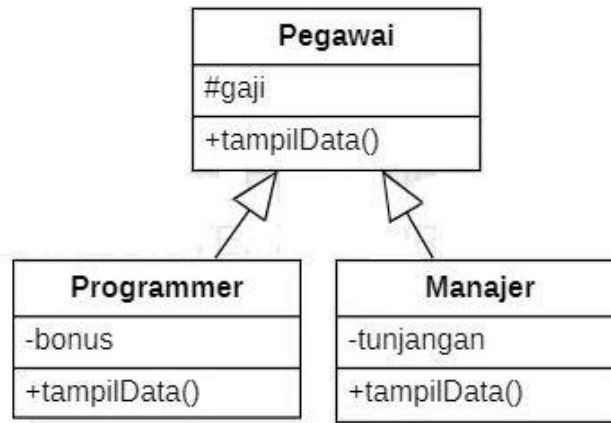 Pegawai
#gaji
+tampilData()
Programmer
-bonus
+tampilData()
Manajer
-tunjangan
+tampilData()